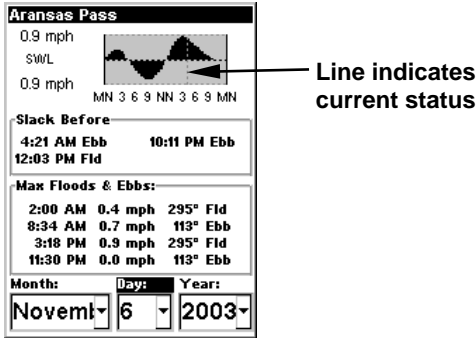 Aransas Pass
0.9 mph
SWL
0.9 mph
MN 3 6 9 NN 3 6 9 MN
Line indicates
current status
Slack Before
4:21 AM Ebb 10:11 PM Ebb
12:03 PM Fld
Max Floods & Ebbs:
2:00 AM 0.4 mph 295° Fld
8:34 AM 0.7 mph 113° Ebb
3:18 PM 0.9 mph 295° Fld
11:30 PM 0.0 mph 113° Ebb
Month: Day: Year:
Novemb 6 2003